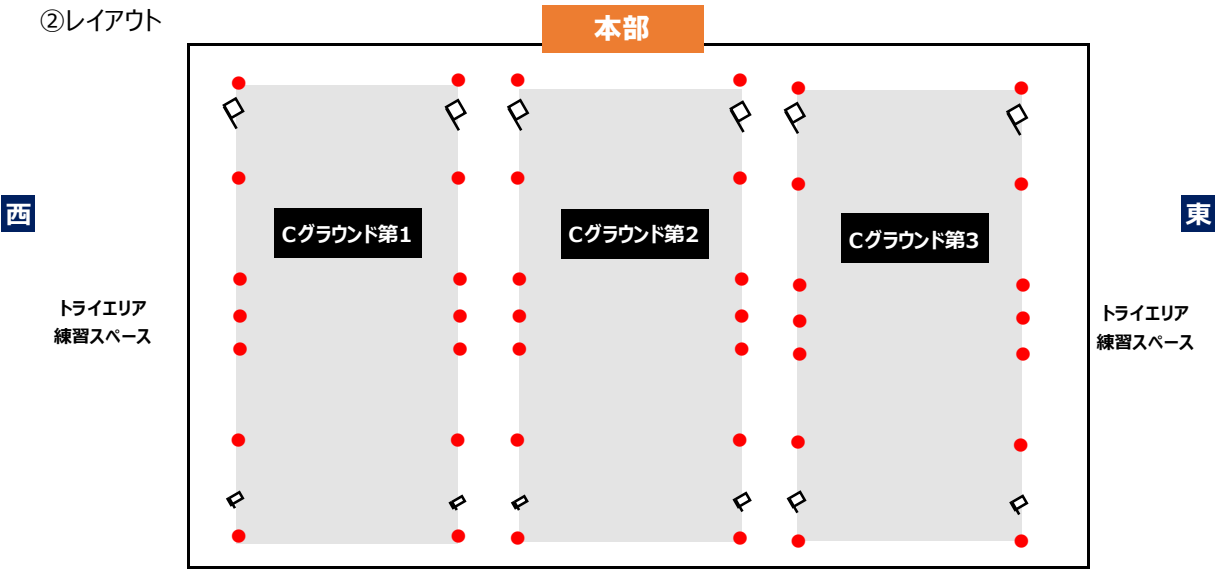 ②レイアウト
本部
西
東
Cグラウンド第1
Cグラウンド第2
Cグラウンド第3
トライエリア
練習スペース
トライエリア
練習スペース